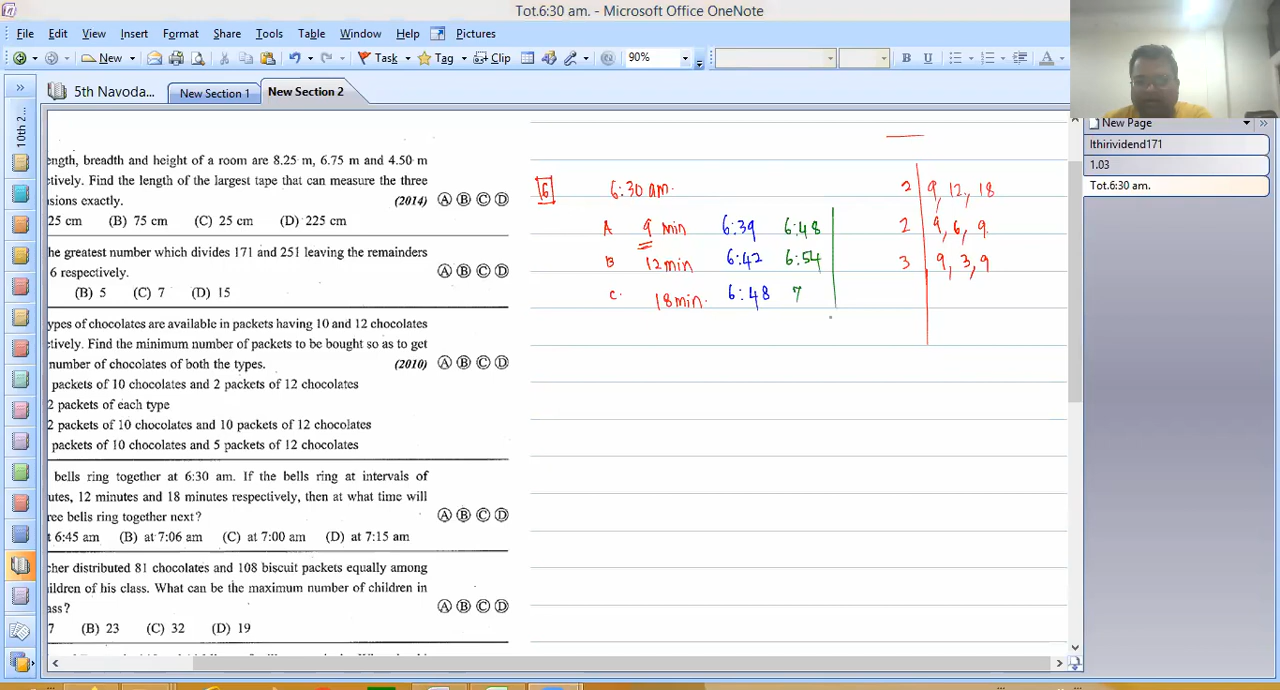 Tot.6:30 am. - Microsoft Office OneNote
File Edit View Insert Format Share Tools Table Window Help Pictures
New Task Tag Clip 90% B U A
5th Navoda... New Section 1 New Section 2
10th 2...
New Page
Ithirividend171
1.03
Tot.6:30 am.
ength, breadth and height of a room are 8.25 m, 6.75 m and 4.50 m
ctively. Find the length of the largest tape that can measure the three
sions exactly. (2014) A B C D
25 cm (B) 75 cm (C) 25 cm (D) 225 cm
he greatest number which divides 171 and 251 leaving the remainders
6 respectively. A B C D
(B) 5 (C) 7 (D) 15
ypes of chocolates are available in packets having 10 and 12 chocolates
ctively. Find the minimum number of packets to be bought so as to get
number of chocolates of both the types. (2010) A B C D
packets of 10 chocolates and 2 packets of 12 chocolates
2 packets of each type
2 packets of 10 chocolates and 10 packets of 12 chocolates
packets of 10 chocolates and 5 packets of 12 chocolates
bells ring together at 6:30 am. If the bells ring at intervals of
utes, 12 minutes and 18 minutes respectively, then at what time will
ree bells ring together next? A B C D
t 6:45 am (B) at 7:06 am (C) at 7:00 am (D) at 7:15 am
cher distributed 81 chocolates and 108 biscuit packets equally among
ildren of his class. What can be the maximum number of children in
ass? A B C D
7 (B) 23 (C) 32 (D) 19
6 6:30 am.
A 9 min 6:39 6:48
B 12min 6:42 6:54
C. 18min. 6:48 7
2 9, 12, 18
2 9, 6, 9
3 9, 3, 9